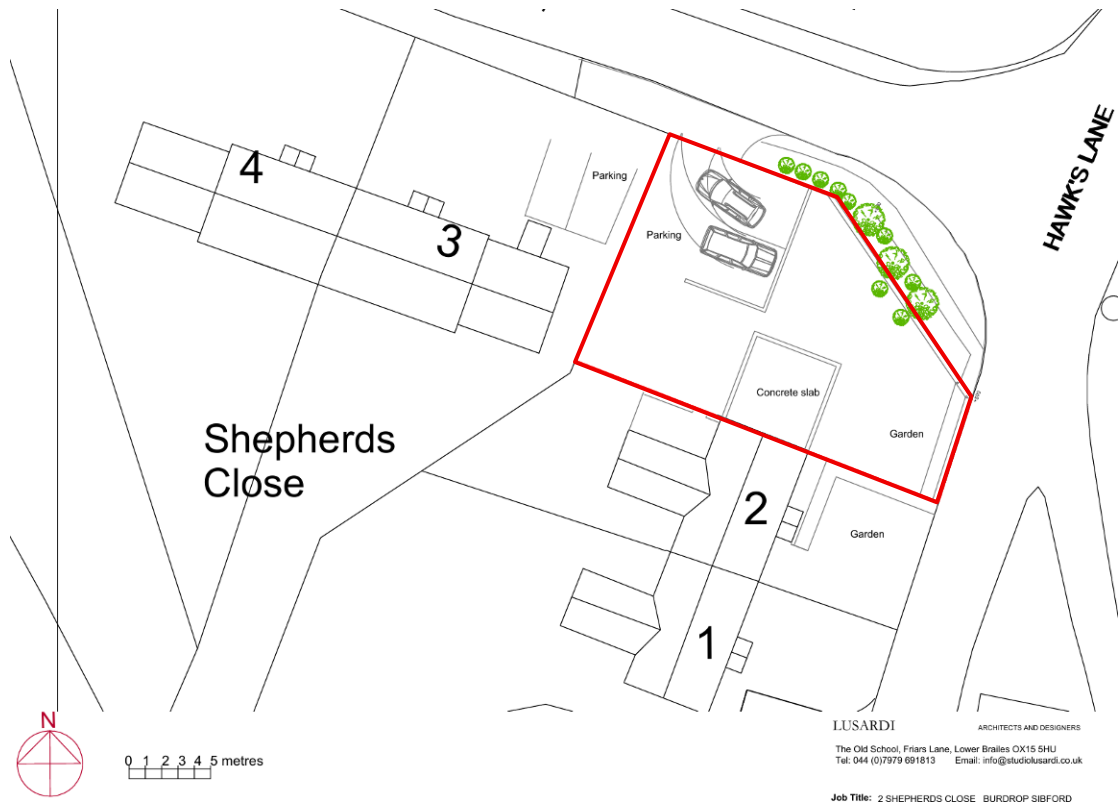 HAWK'S LANE
4
3
Parking
Parking
Concrete slab
Garden
Shepherds
Close
2
Garden
1
N
0 1 2 3 4 5 metres
LUSARDI ARCHITECTS AND DESIGNERS
The Old School, Friars Lane, Lower Brailes OX15 5HU
Tel: 044 (0)7979 691813 Email: info@studiolusardi.co.uk
Job Title: 2 SHEPHERDS CLOSE BURDROP SIBFORD